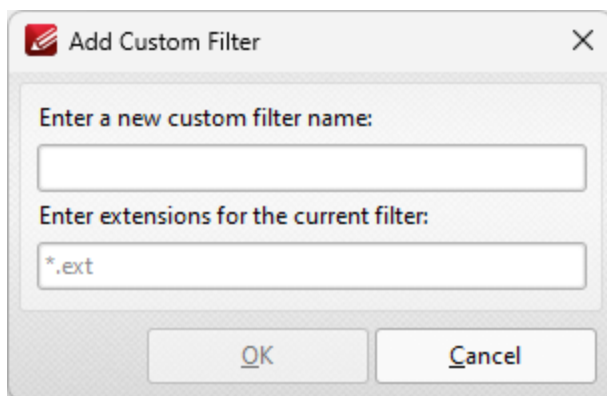 Add Custom Filter
Enter a new custom filter name:
Enter extensions for the current filter:
*.ext
OK
Cancel